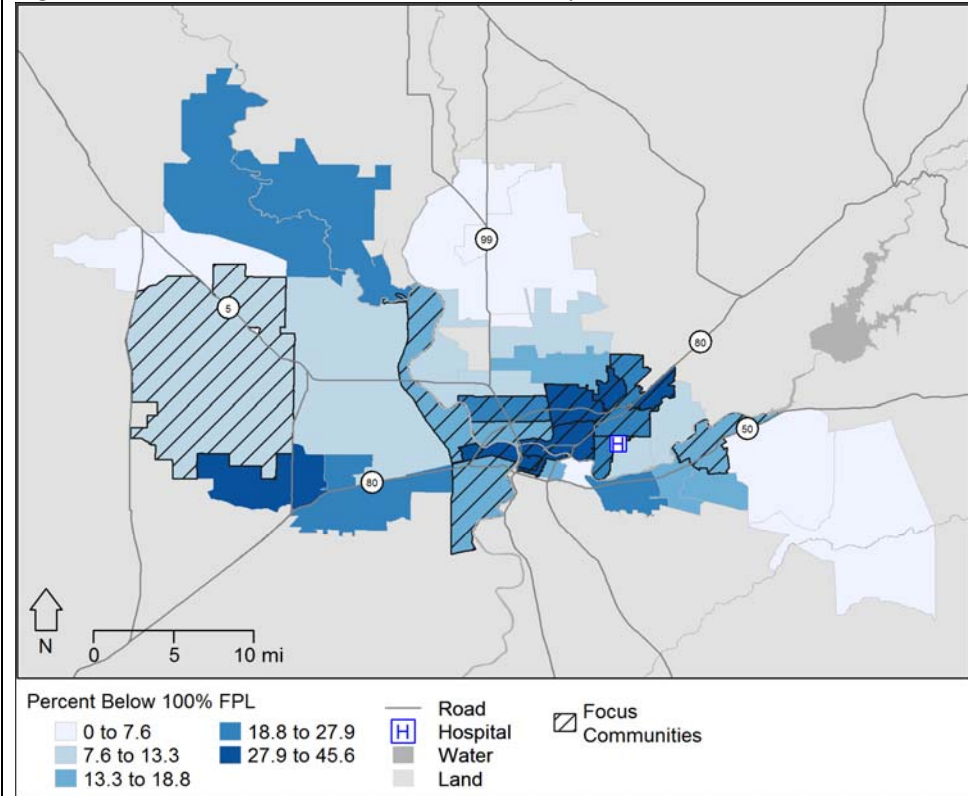 99
5
80
50
80
N
0 5 10 mi
Percent Below 100% FPL
0 to 7.6
7.6 to 13.3
13.3 to 18.8
18.8 to 27.9
27.9 to 45.6
Road
H Hospital
Water
Land
Focus
Communities
H